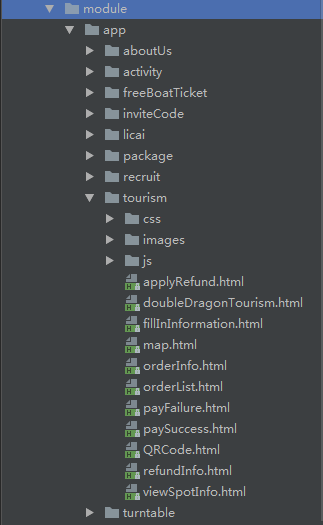 module
app
aboutUs
activity
freeBoatTicket
inviteCode
licai
package
recruit
tourism
css
images
js
applyRefund.html
doubleDragonTourism.html
fillInInformation.html
map.html
orderInfo.html
orderList.html
payFailure.html
paySuccess.html
QRCode.html
refundInfo.html
viewSpotInfo.html
turntable